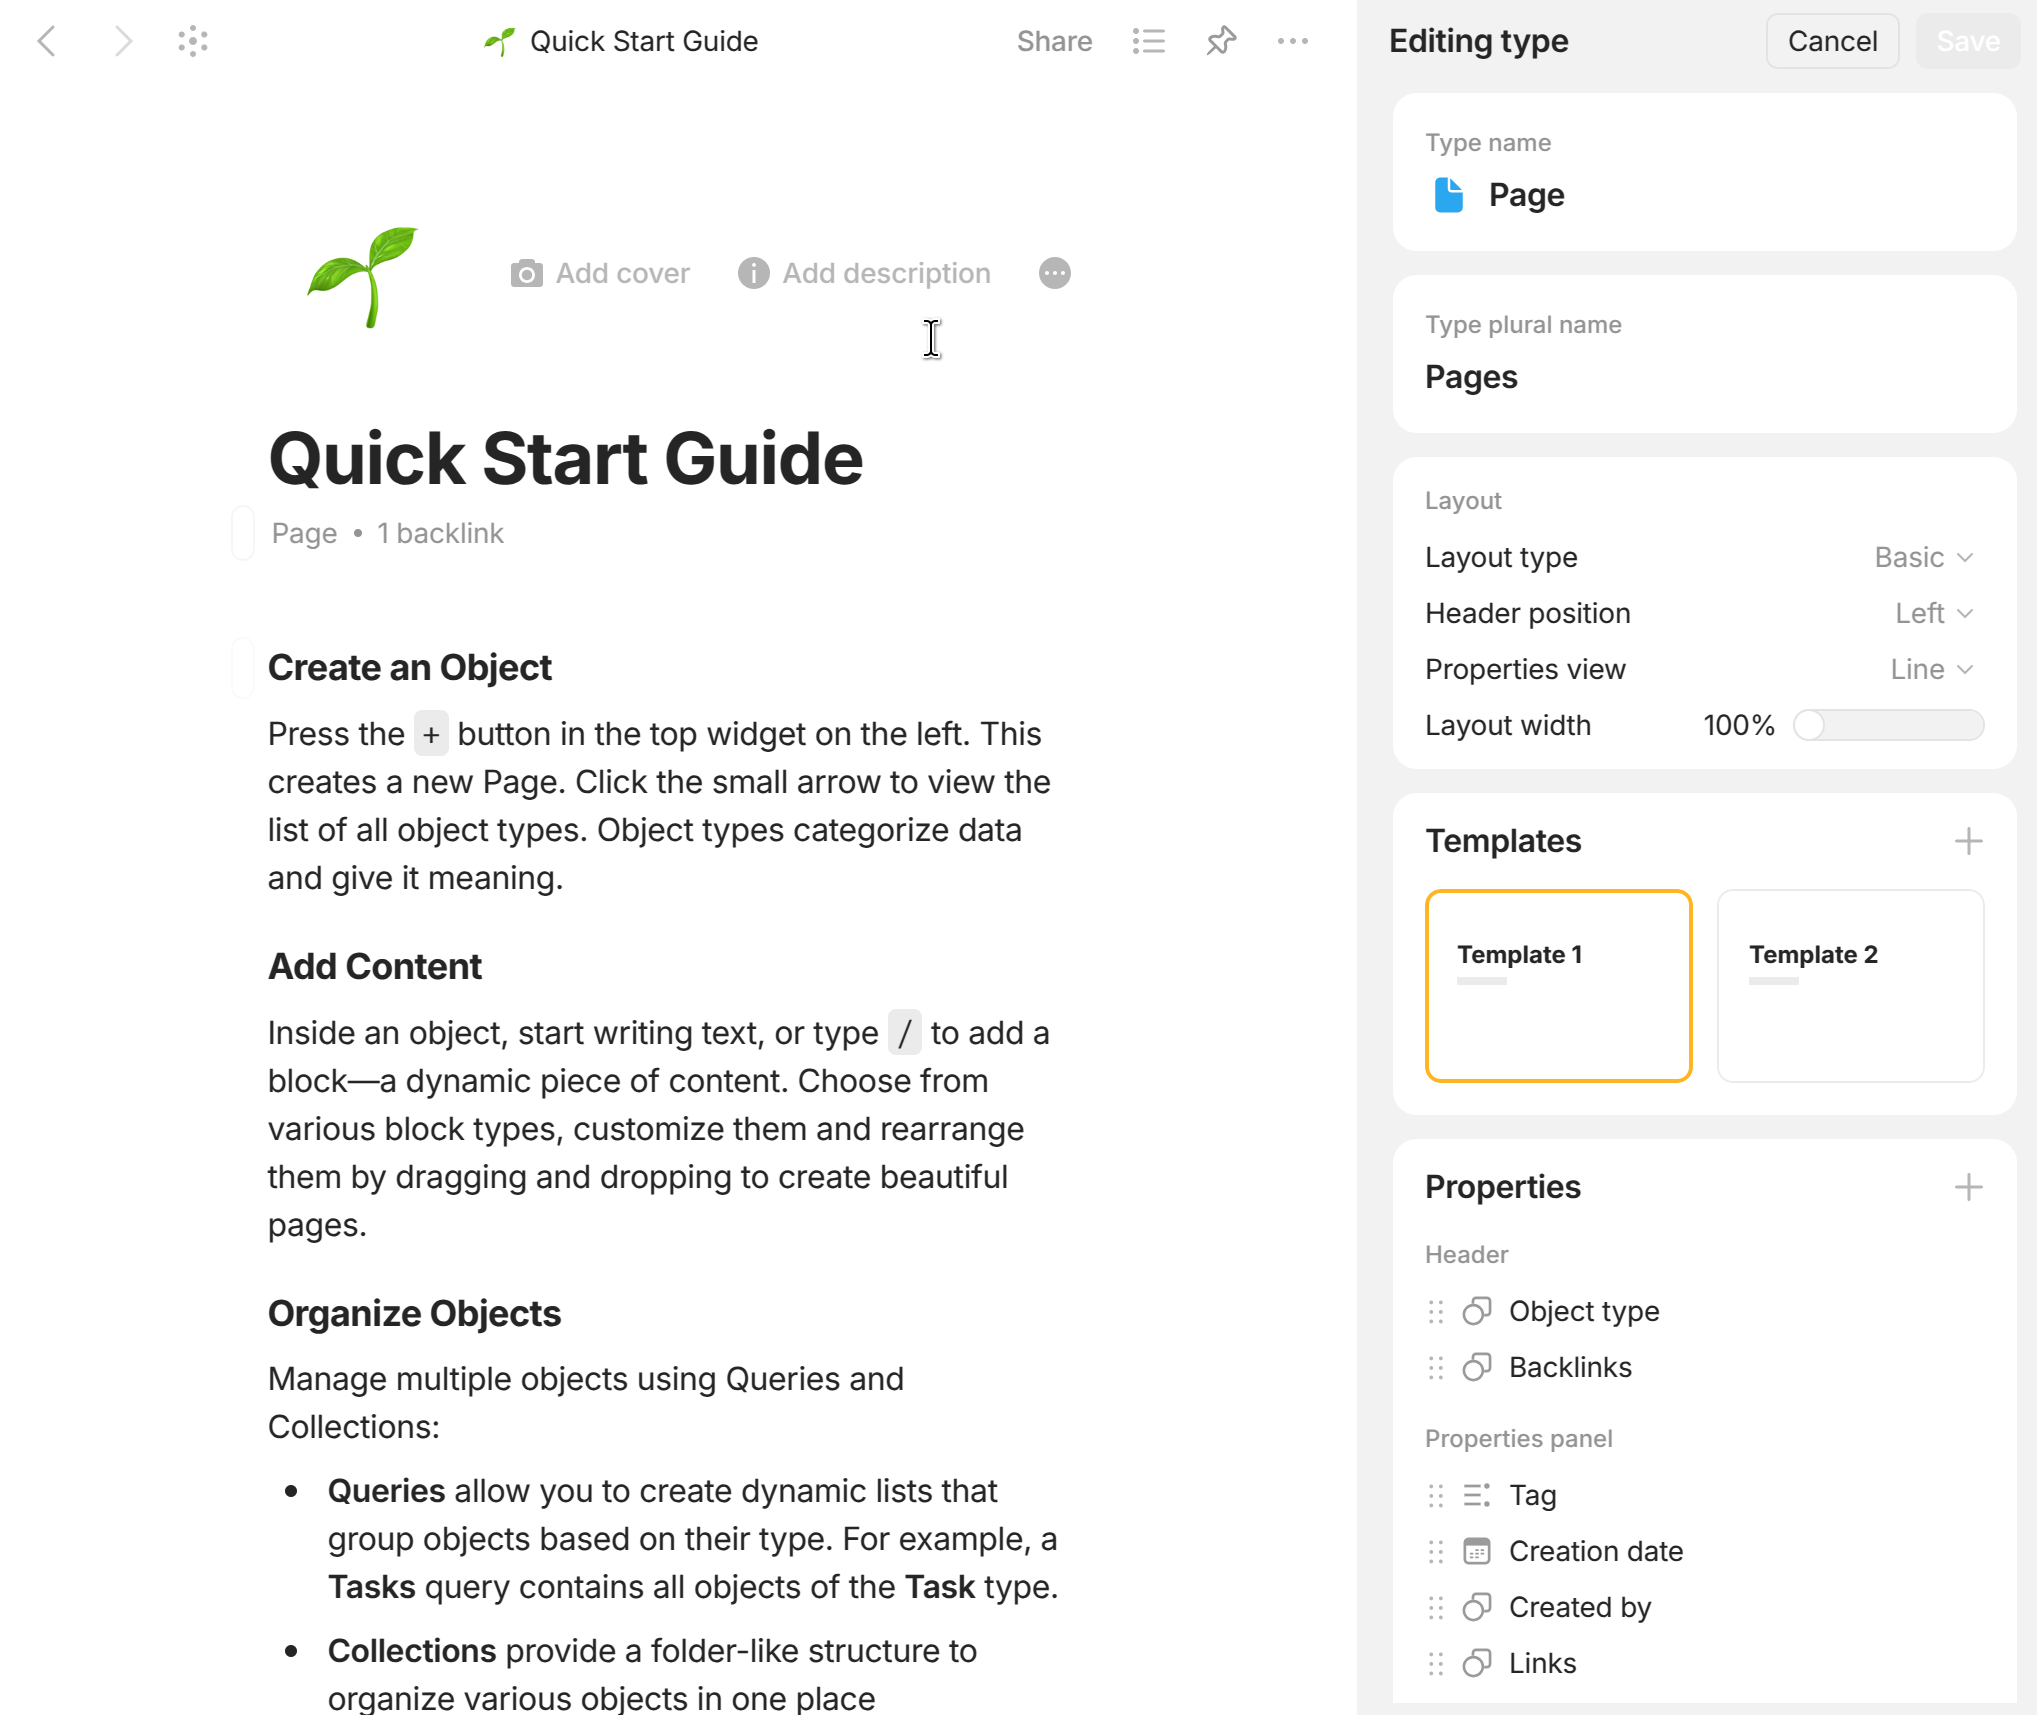 Quick Start Guide
Share
Add cover
Add description
Quick Start Guide
Page • 1 backlink
Create an Object
Press the + button in the top widget on the left. This
creates a new Page. Click the small arrow to view the
list of all object types. Object types categorize data
and give it meaning.
Add Content
Inside an object, start writing text, or type / to add a
block—a dynamic piece of content. Choose from
various block types, customize them and rearrange
them by dragging and dropping to create beautiful
pages.
Organize Objects
Manage multiple objects using Queries and
Collections:
• Queries allow you to create dynamic lists that
group objects based on their type. For example, a
Tasks query contains all objects of the Task type.
• Collections provide a folder-like structure to
organize various objects in one place
Editing type
Cancel
Save
Type name
Page
Type plural name
Pages
Layout
Layout type Basic
Header position Left
Properties view Line
Layout width 100%
Templates
Template 1
Template 2
Properties
Header
Object type
Backlinks
Properties panel
Tag
Creation date
Created by
Links